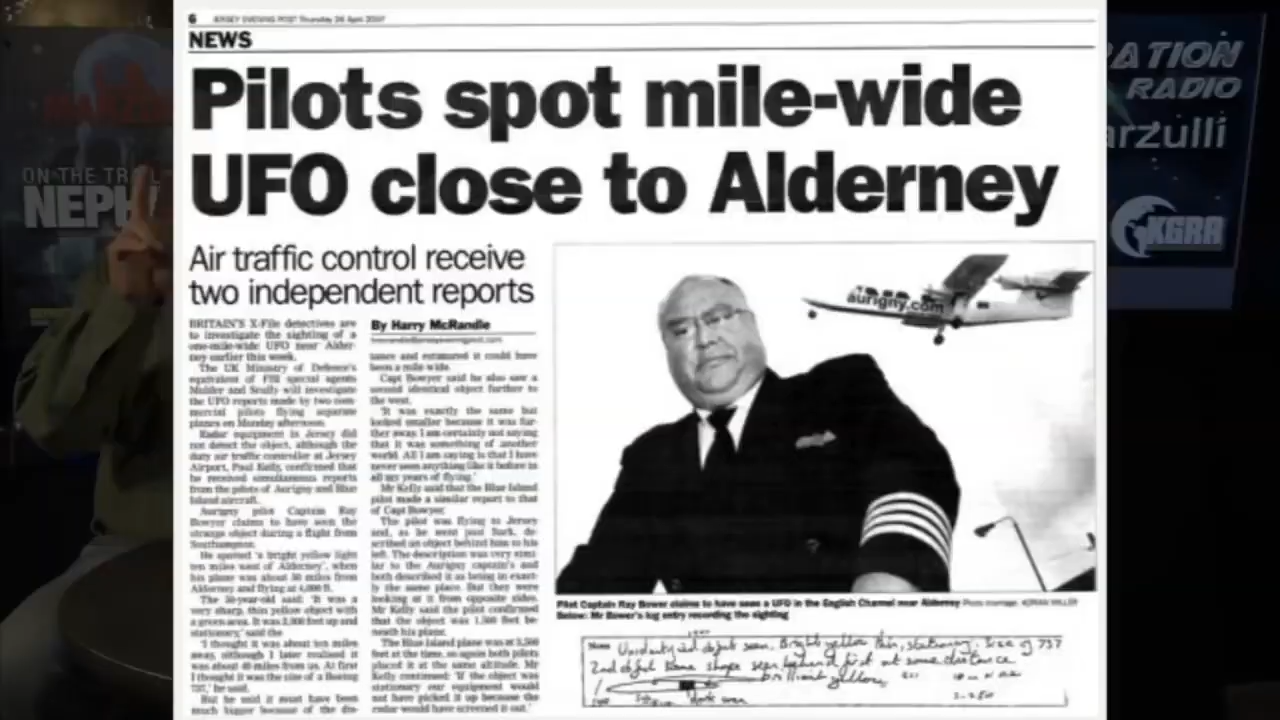 6 JERSEY EVENING POST Thursday 26 April 2007
NEWS
Pilots spot mile-wide
UFO close to Alderney
Air traffic control receive
two independent reports
BRITAIN'S X-File detectives are
to investigate the sighting of a
one-mile-wide UFO near Alder-
ney earlier this week.
The UK Ministry of Defence's
equivalent of FBI special agents
Mulder and Scully will investigate
the UFO reports made by two com-
mercial pilots flying separate
planes on Monday afternoon.
Radar equipment in Jersey did
not detect the object, although the
duty air traffic controller at Jersey
Airport, Paul Kelly, confirmed that
he received simultaneous reports
from the pilots of Aurigny and Blue
Island aircraft.
Aurigny pilot Captain Ray
Bowyer claims to have seen the
strange object during a flight from
Southampton.
He spotted 'a bright yellow light
ten miles west of Alderney', when
his plane was about 30 miles from
Alderney and flying at 4,000 ft.
The 50-year-old said: 'It was a
very sharp, thin yellow object with
a green area. It was 2,000 feet up and
stationary,' said the
'I thought it was about ten miles
away, although I later realised it
was about 40 miles from us. At first
I thought it was the size of a Boeing
737,' he said.
But he said it must have been
much bigger because of the dis-
By Harry McRandle
tance and estimated it could have
been a mile wide.
Capt Bowyer said he also saw a
second identical object further to
the west.
'It was exactly the same but
looked smaller because it was fur-
ther away. I am certainly not saying
that it was something of another
world. All I am saying is that I have
never seen anything like it before in
all my years of flying.'
Mr Kelly said that the Blue Island
pilot made a similar report to that
of Capt Bowyer.
'The pilot was flying to Jersey
and, as he went past Sark, de-
scribed an object behind him to his
left. The description was very simi-
lar to the Aurigny captain's and
both described it as being in exact-
ly the same place. But they were
looking at it from opposite sides.
Mr Kelly said the pilot confirmed
that the object was 1,500 feet be-
neath his plane.
'The Blue Island plane was at 3,500
feet at the time, so again both pilots
placed it at the same altitude. Mr
Kelly continued: 'If the object was
stationary our equipment would
not have picked it up because the
radar would have screened it out.'
aurigny.com
Pilot Captain Ray Bower claims to have seen a UFO in the English Channel near Alderney
Below: Mr Bower's log entry recording the sighting
object seen, Bright yellow stationary, Size of 737
2nd object same shape seen behind first at some distance
brilliant yellow
dark area
ON THE TR
NEPH
RATION
RADIO
arzulli
KGRA